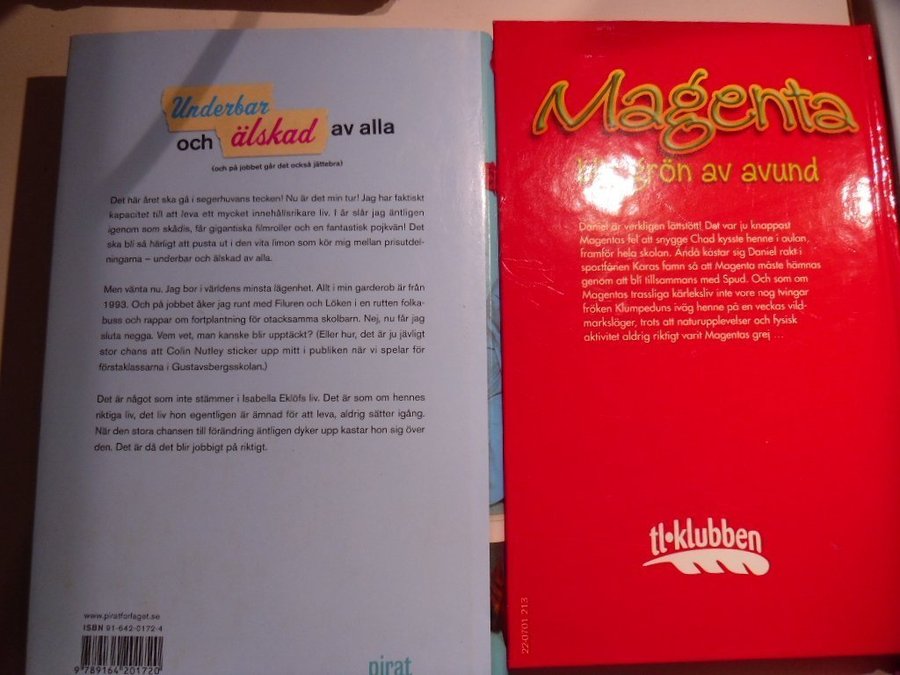 Underbar
och älskad av alla
(och på jobbet går det också jättebra)
Det här året ska gå i segerhuvans tecken! Nu är det min tur! Jag har faktiskt
kapacitet till att leva ett mycket innehållsrikare liv. I år slår jag äntligen
igenom som skådis, får gigantiska filmroller och en fantastisk pojkvän! Det
ska bli så härligt att pusta ut i den vita limon som kör mig mellan prisutdel-
ningarna – underbar och älskad av alla.
Men vänta nu. Jag bor i världens minsta lägenhet. Allt i min garderob är från
1993. Och på jobbet åker jag runt med Filuren och Löken i en rutten folka-
buss och rappar om fortplantning för otacksamma skolbarn. Nej, nu får jag
sluta negga. Vem vet, man kanske blir upptäckt? (Eller hur, det är ju jävligt
stor chans att Colin Nutley sticker upp mitt i publiken när vi spelar för
förstaklassarna i Gustavsbergsskolan.)
Det är något som inte stämmer i Isabella Eklöfs liv. Det är som om hennes
riktiga liv, det liv hon egentligen är ämnad för att leva, aldrig sätter igång.
När den stora chansen till förändring äntligen dyker upp kastar hon sig över
den. Det är då det blir jobbigt på riktigt.
www.piratforlaget.se
ISBN 91-642-0172-4
9 789164 201720
pirat
Magenta
grön av avund
Daniel är verkligen lättstött! Det var ju knappast
Magentas fel att snygge Chad kysste henne i aulan,
framför hela skolan. Ändå kastar sig Daniel rakt i
sportfånen Karas famn så att Magenta måste hämnas
genom att bli tillsammans med Spud. Och som om
Magentas trassliga kärleksliv inte vore nog tvingar
fröken Klumpeduns iväg henne på en veckas vild-
marksläger, trots att naturupplevelser och fysisk
aktivitet aldrig riktigt varit Magentas grej ...
tl•klubben
22-0701 213